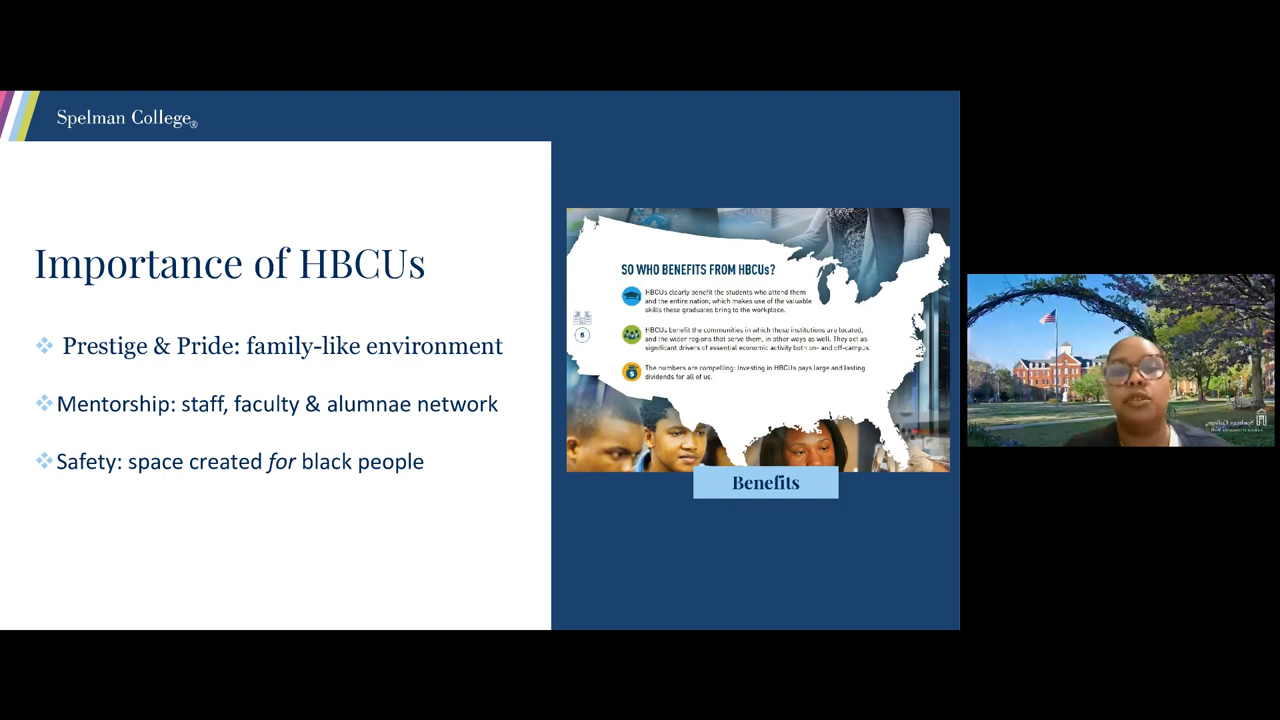 Spelman College®
Importance of HBCUs
❖ Prestige & Pride: family-like environment
❖ Mentorship: staff, faculty & alumnae network
❖ Safety: space created for black people
SO WHO BENEFITS FROM HBCUs?
HBCUs clearly benefit the students who attend them
and the entire nation, which makes use of the valuable
skills these graduates bring to the workplace.
6
HBCUs benefit the communities in which these institutions are located,
and the wider regions that serve them, in other ways as well. They act as
significant drivers of essential economic activity both on- and off-campus.
$
The numbers are compelling: Investing in HBCUs pays large and lasting
dividends for all of us.
Benefits
Spelman College